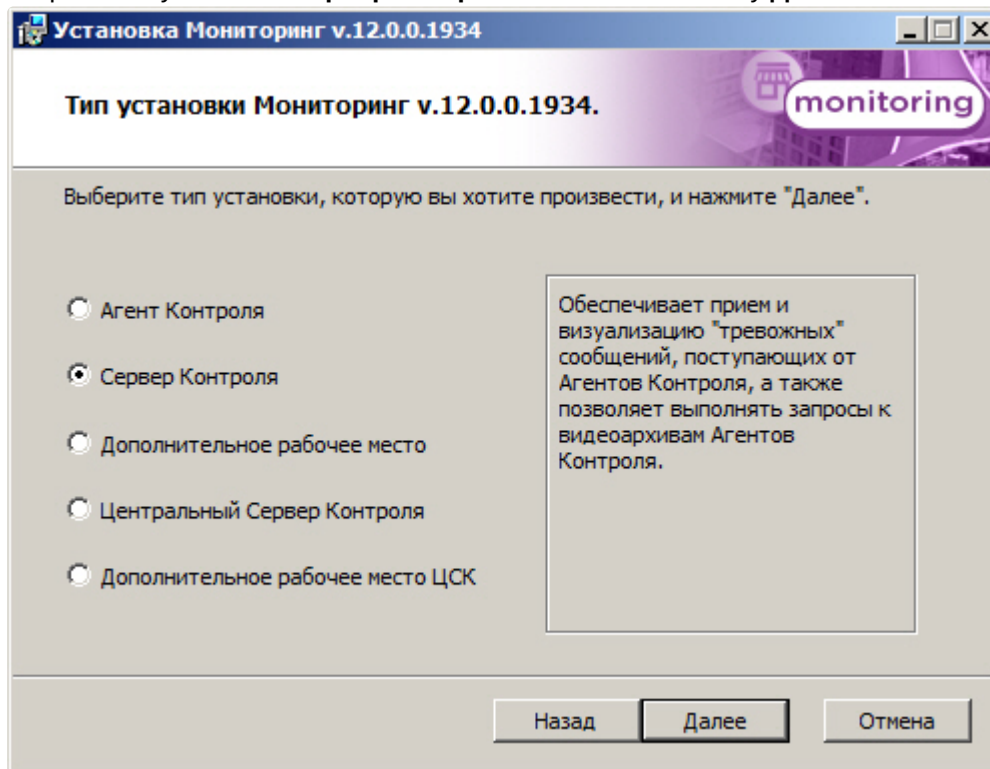 Установка Мониторинг v.12.0.0.1934
Тип установки Мониторинг v.12.0.0.1934.
monitoring
Выберите тип установки, которую вы хотите произвести, и нажмите "Далее".
Агент Контроля
Сервер Контроля
Дополнительное рабочее место
Центральный Сервер Контроля
Дополнительное рабочее место ЦСК
Обеспечивает прием и
визуализацию "тревожных"
сообщений, поступающих от
Агентов Контроля, а также
позволяет выполнять запросы к
видеоархивам Агентов
Контроля.
Назад
Далее
Отмена